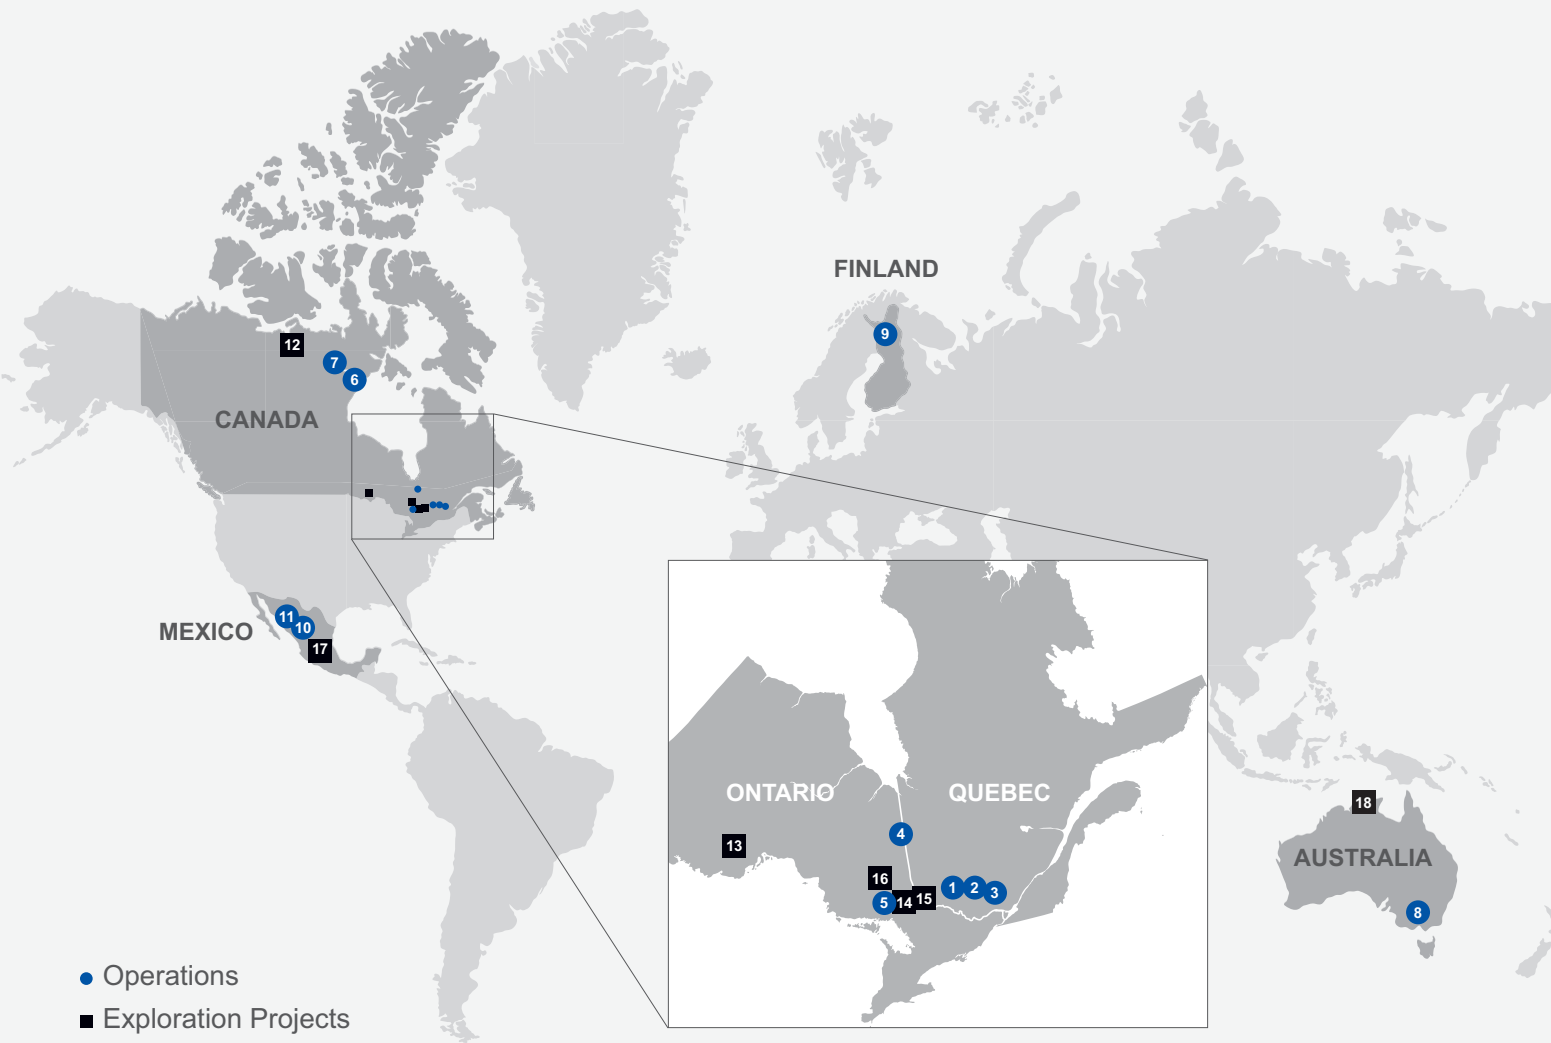 FINLAND
9
12
7
6
CANADA
11
10
MEXICO
17
ONTARIO
QUEBEC
18
4
13
AUSTRALIA
16
1
2
3
15
14
5
8
Operations
Exploration Projects